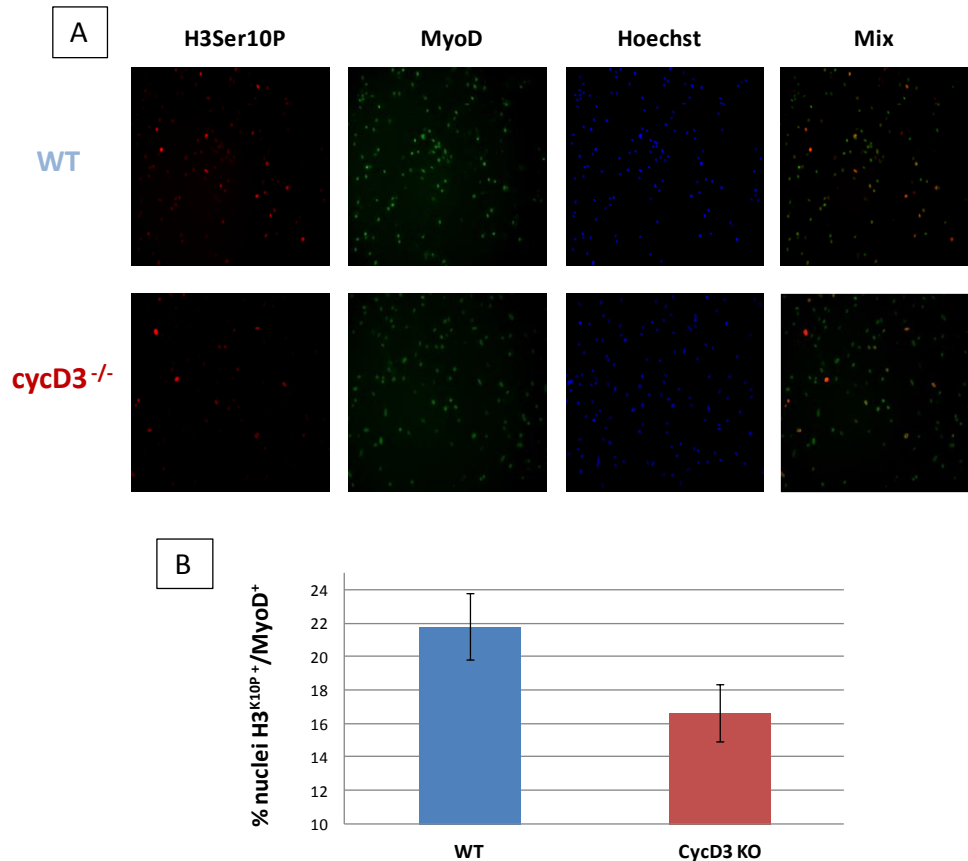 A
H3Ser10P MyoD Hoechst Mix
WT
cycD3 -/-
B
% nuclei H3K10P +/MyoD+
24
22
20
18
16
14
12
10
WT CycD3 KO